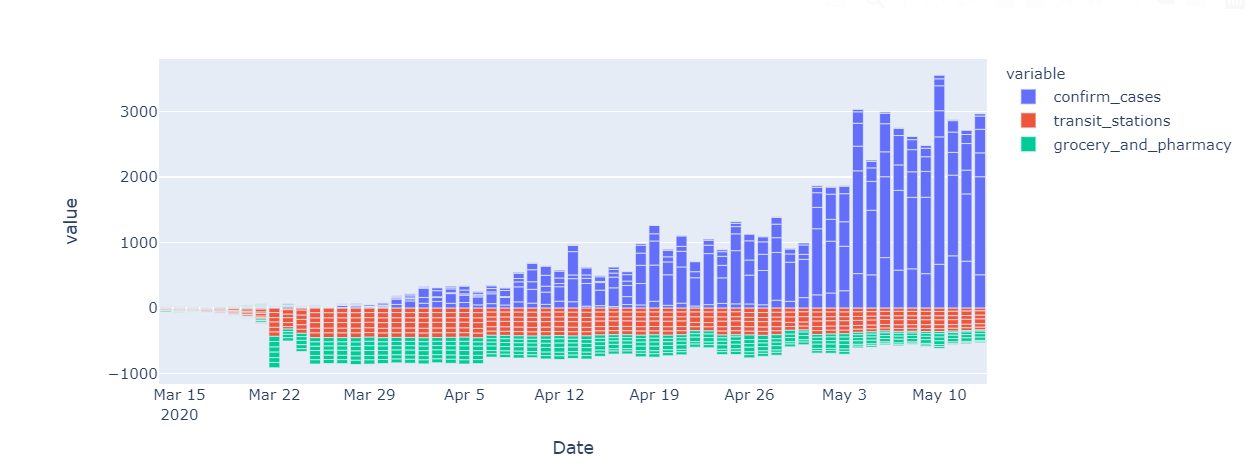 variable
confirm_cases
transit_stations
grocery_and_pharmacy
value
3000
2000
1000
0
−1000
Mar 15 Mar 22 Mar 29 Apr 5 Apr 12 Apr 19 Apr 26 May 3 May 10
2020
Date